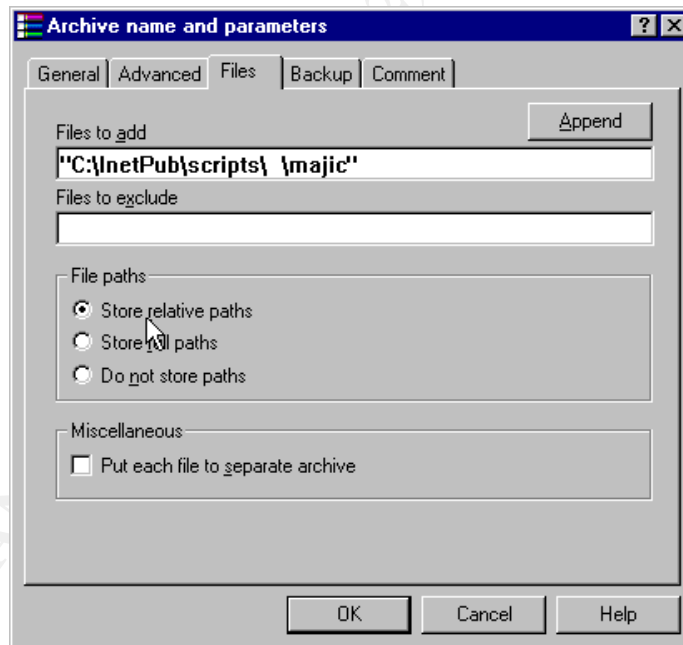 Archive name and parameters
General Advanced Files Backup Comment
Append
Files to add
"C:\InetPub\scripts\  \majic"
Files to exclude
File paths
Store relative paths
Store full paths
Do not store paths
Miscellaneous
Put each file to separate archive
OK Cancel Help